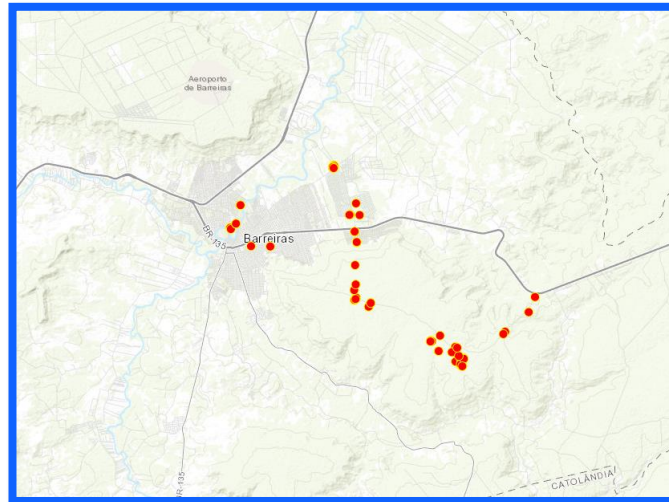 Aeroporto
de Barreiras
BR-135
Barreiras
BR-135
CATOLÂNDIA